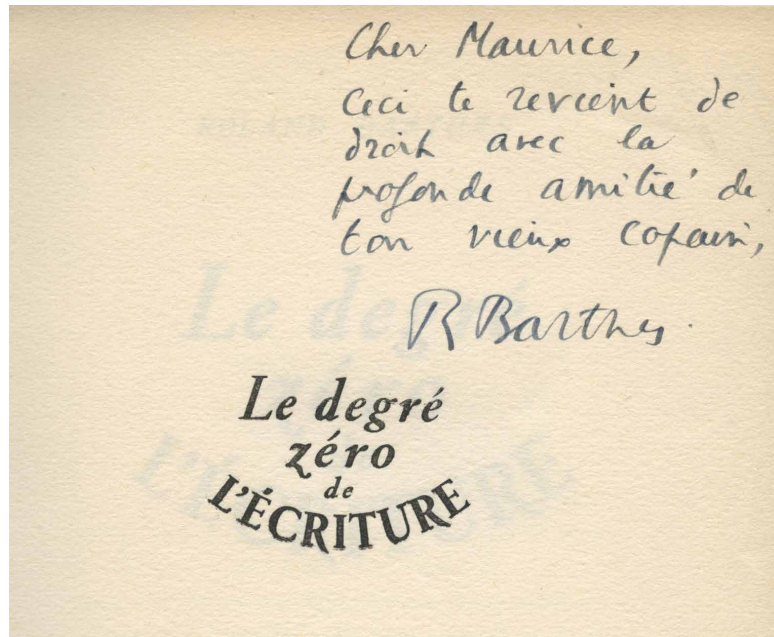 Cher Maurice,
Ceci te revient de
droit avec la
profonde amitié de
ton vieux copain,
R Barthes.
Le degré
zéro
de
L'ÉCRITURE